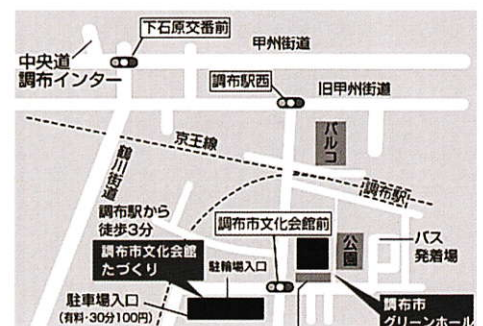 下石原交番前
甲州街道
中央道
調布インター
調布駅西
旧甲州街道
パルコ
京王線
鶴川街道
調布駅
調布駅から
徒歩3分
調布市文化会館前
公園
バス
発着場
調布市文化会館
たづくり
駐輪場入口
駐車場入口
(有料・30分100円)
調布市
グリーンホール